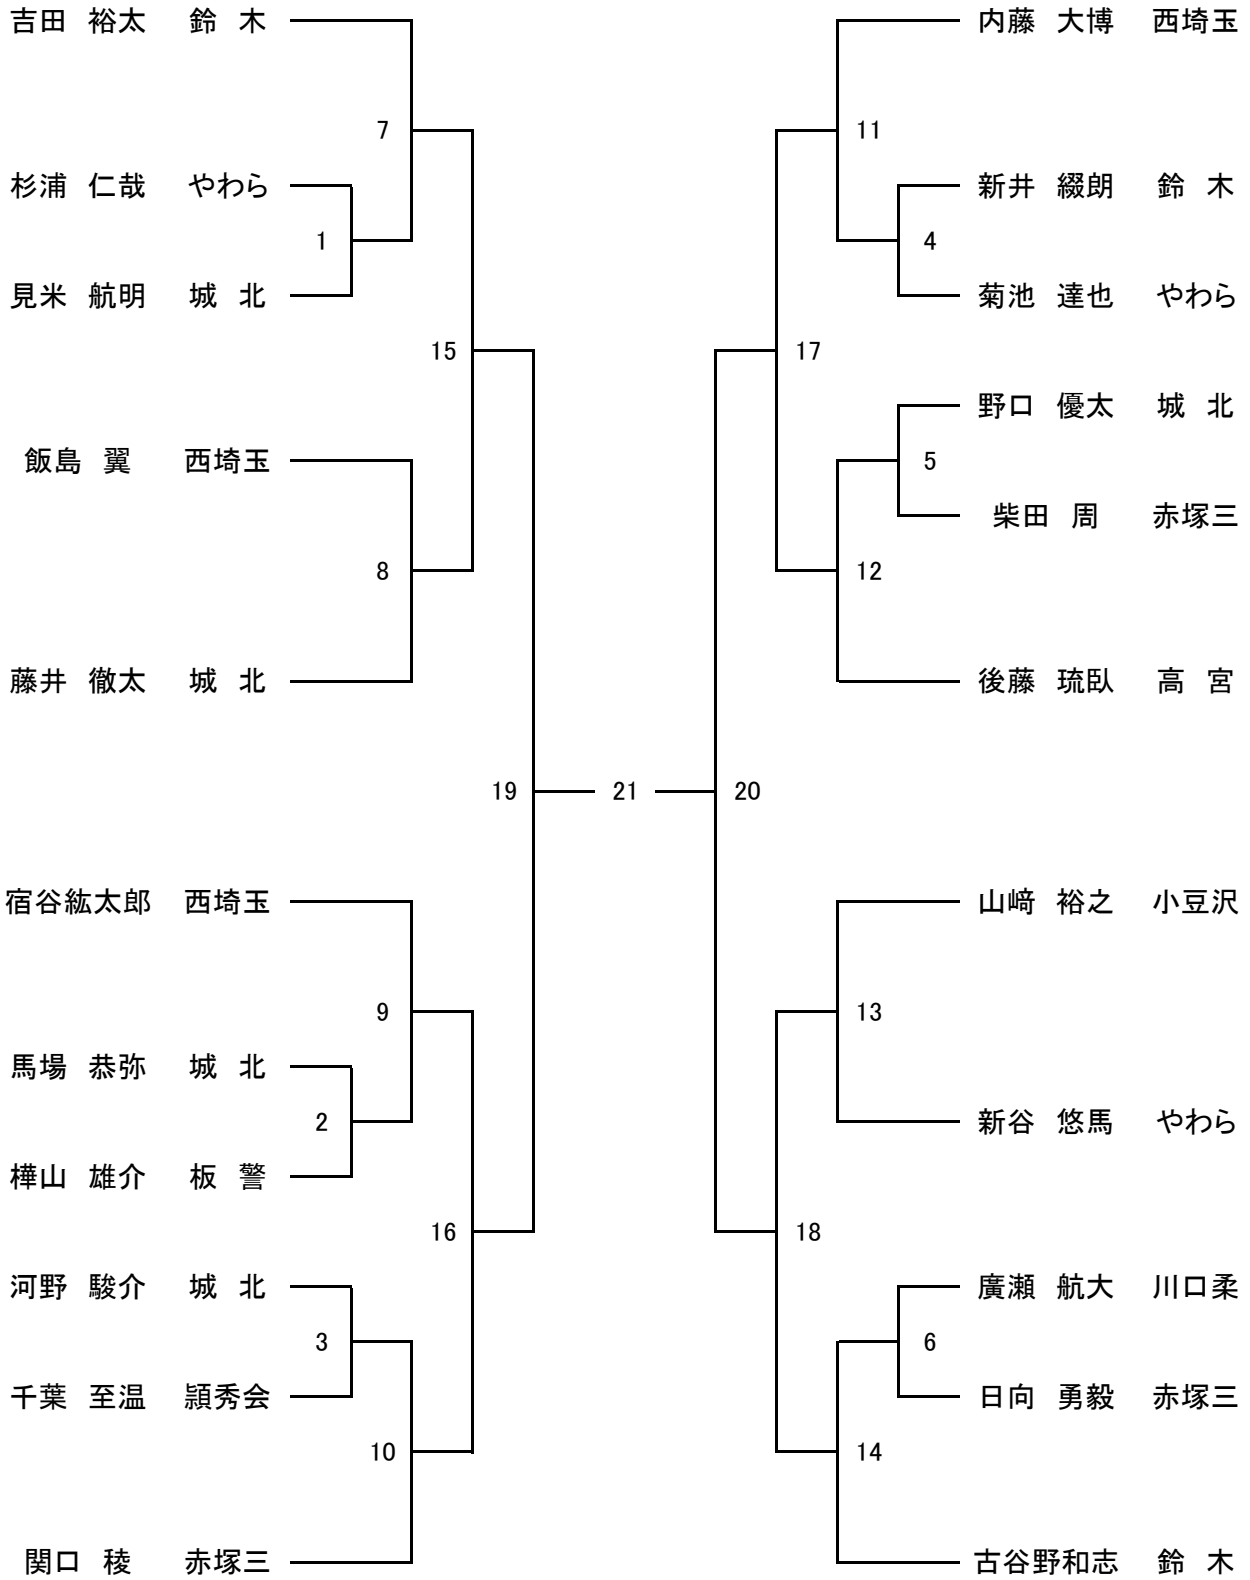 吉田 裕太 鈴 木
7
杉浦 仁哉 やわら
1
見米 航明 城 北
15
飯島 翼 西埼玉
8
藤井 徹太 城 北
19
宿谷紘太郎 西埼玉
9
馬場 恭弥 城 北
2
樺山 雄介 板 警
16
河野 駿介 城 北
3
千葉 至温 頴秀会
10
関口 稜 赤塚三
21
内藤 大博 西埼玉
11
新井 綴朗 鈴 木
4
菊池 達也 やわら
17
野口 優太 城 北
5
柴田 周 赤塚三
12
後藤 琉臥 高 宮
20
山﨑 裕之 小豆沢
13
新谷 悠馬 やわら
18
廣瀬 航大 川口柔
6
日向 勇毅 赤塚三
14
古谷野和志 鈴 木